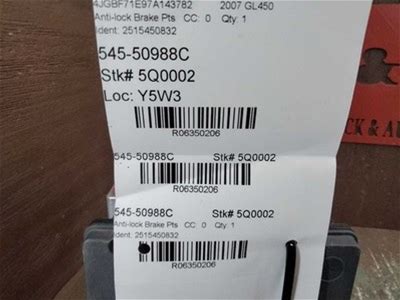 4JGBF71E97A143782 2007 GL450
Anti-lock Brake Pts CC: 0 Qty: 1
Ident: 2515450832
545-50988C
Stk# 5Q0002
Loc: Y5W3
R06350206
CK & AU
545-50988C Stk# 5Q0002
R06350206
545-50988C Stk# 5Q0002
Anti-lock Brake Pts CC: 0 Qty: 1
Ident: 2515450832
R06350206